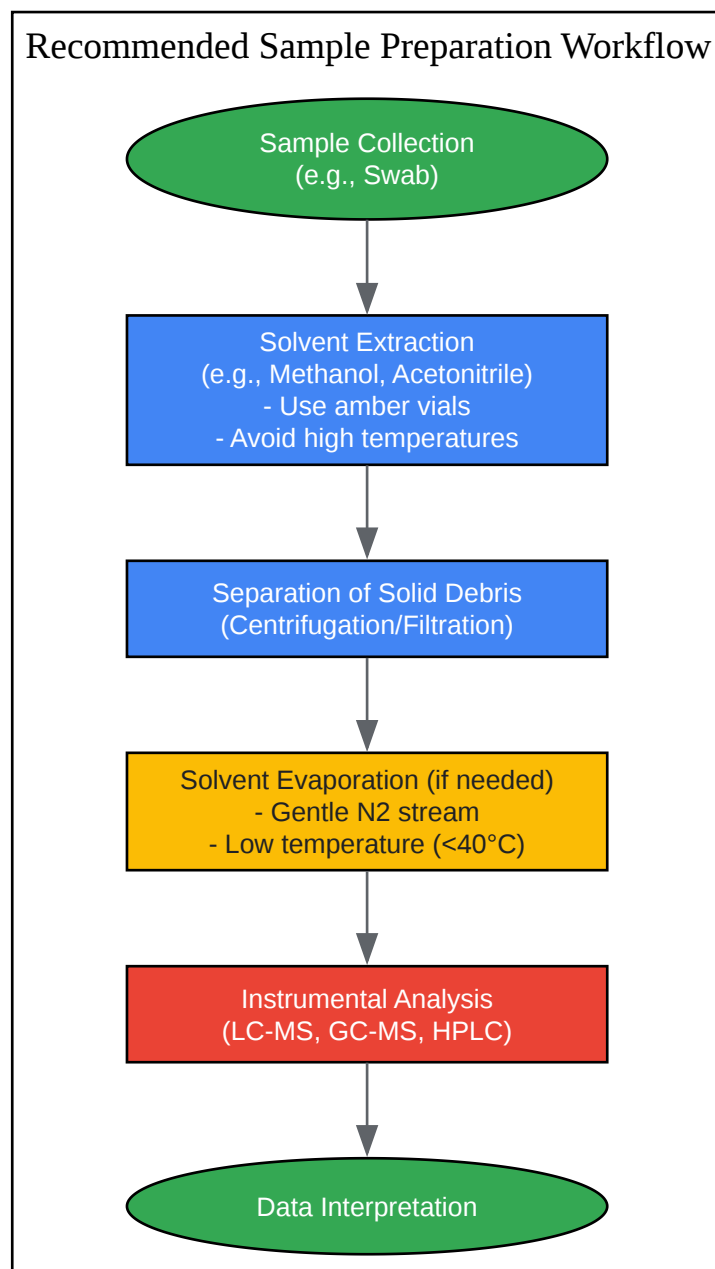 Recommended Sample Preparation Workflow
Sample Collection
(e.g., Swab)
Solvent Extraction
(e.g., Methanol, Acetonitrile)
- Use amber vials
- Avoid high temperatures
Separation of Solid Debris
(Centrifugation/Filtration)
Solvent Evaporation (if needed)
- Gentle N2 stream
- Low temperature (<40°C)
Instrumental Analysis
(LC-MS, GC-MS, HPLC)
Data Interpretation